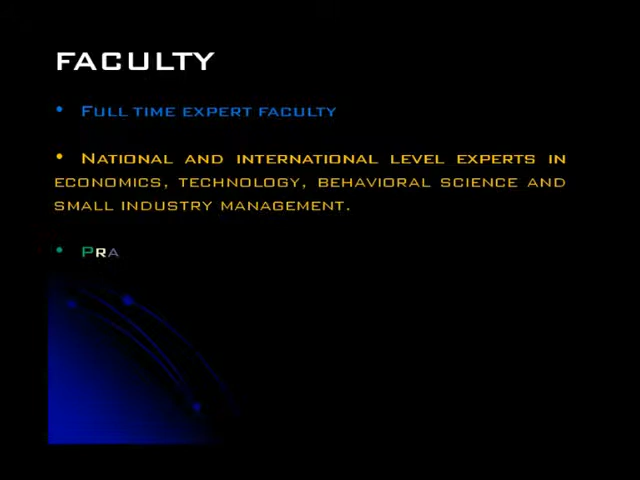 FACULTY
• Full time expert faculty
• National and international level experts in
economics, technology, behavioral science and
small industry management.
• Pra